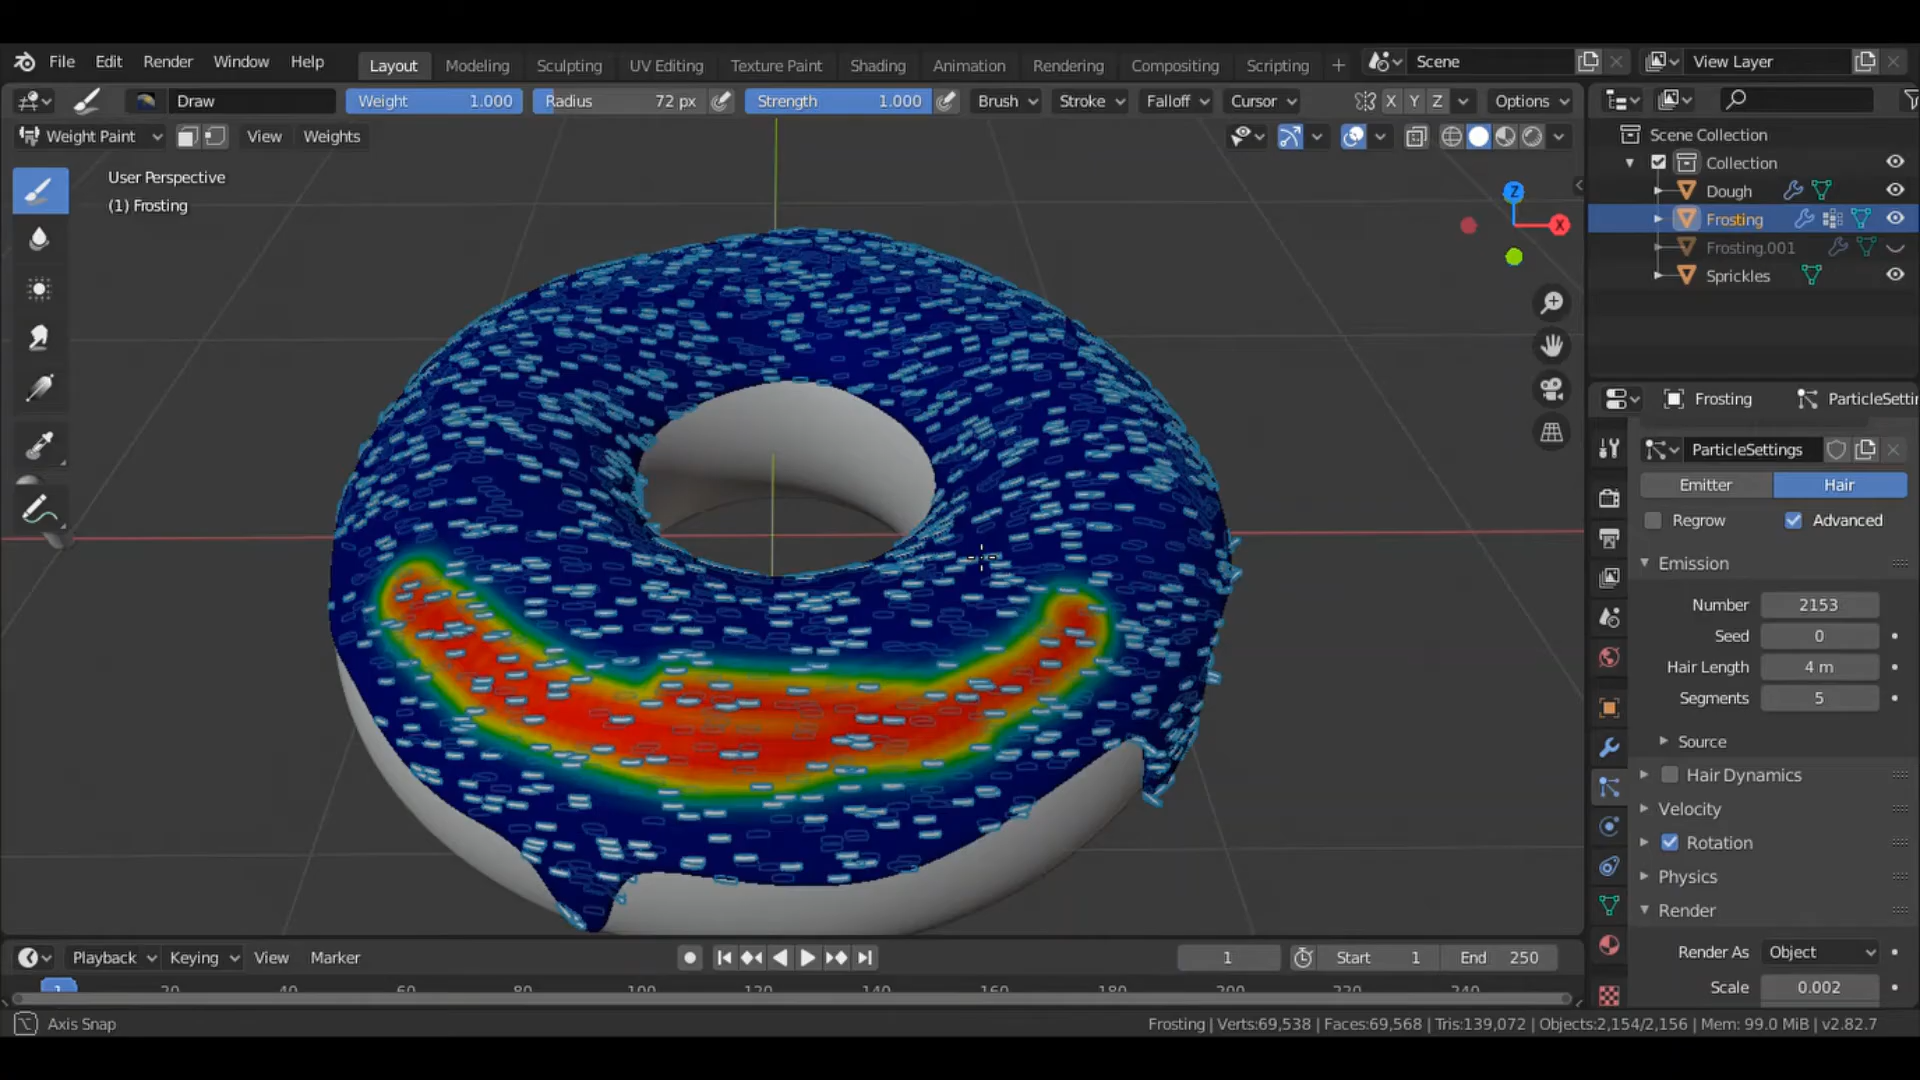 File Edit Render Window Help Layout Modeling Sculpting UV Editing Texture Paint Shading Animation Rendering Compositing Scripting + Scene View Layer
Draw Weight 1.000 Radius 72 px Strength 1.000 Brush Stroke Falloff Cursor X Y Z Options
Weight Paint View Weights
User Perspective
(1) Frosting
Z
X
Scene Collection
Collection
Dough
Frosting
Frosting.001
Sprickles
Frosting ParticleSettin
ParticleSettings
Emitter Hair
Regrow Advanced
Emission
Number 2153
Seed 0
Hair Length 4 m
Segments 5
Source
Hair Dynamics
Velocity
Rotation
Physics
Render
Render As Object
Scale 0.002
Playback Keying View Marker 1 Start 1 End 250
1 20 40 60 80 100 120 140 160 180 200 220 240
Axis Snap
Frosting | Verts:69,538 | Faces:69,568 | Tris:139,072 | Objects:2,154/2,156 | Mem: 99.0 MiB | v2.82.7